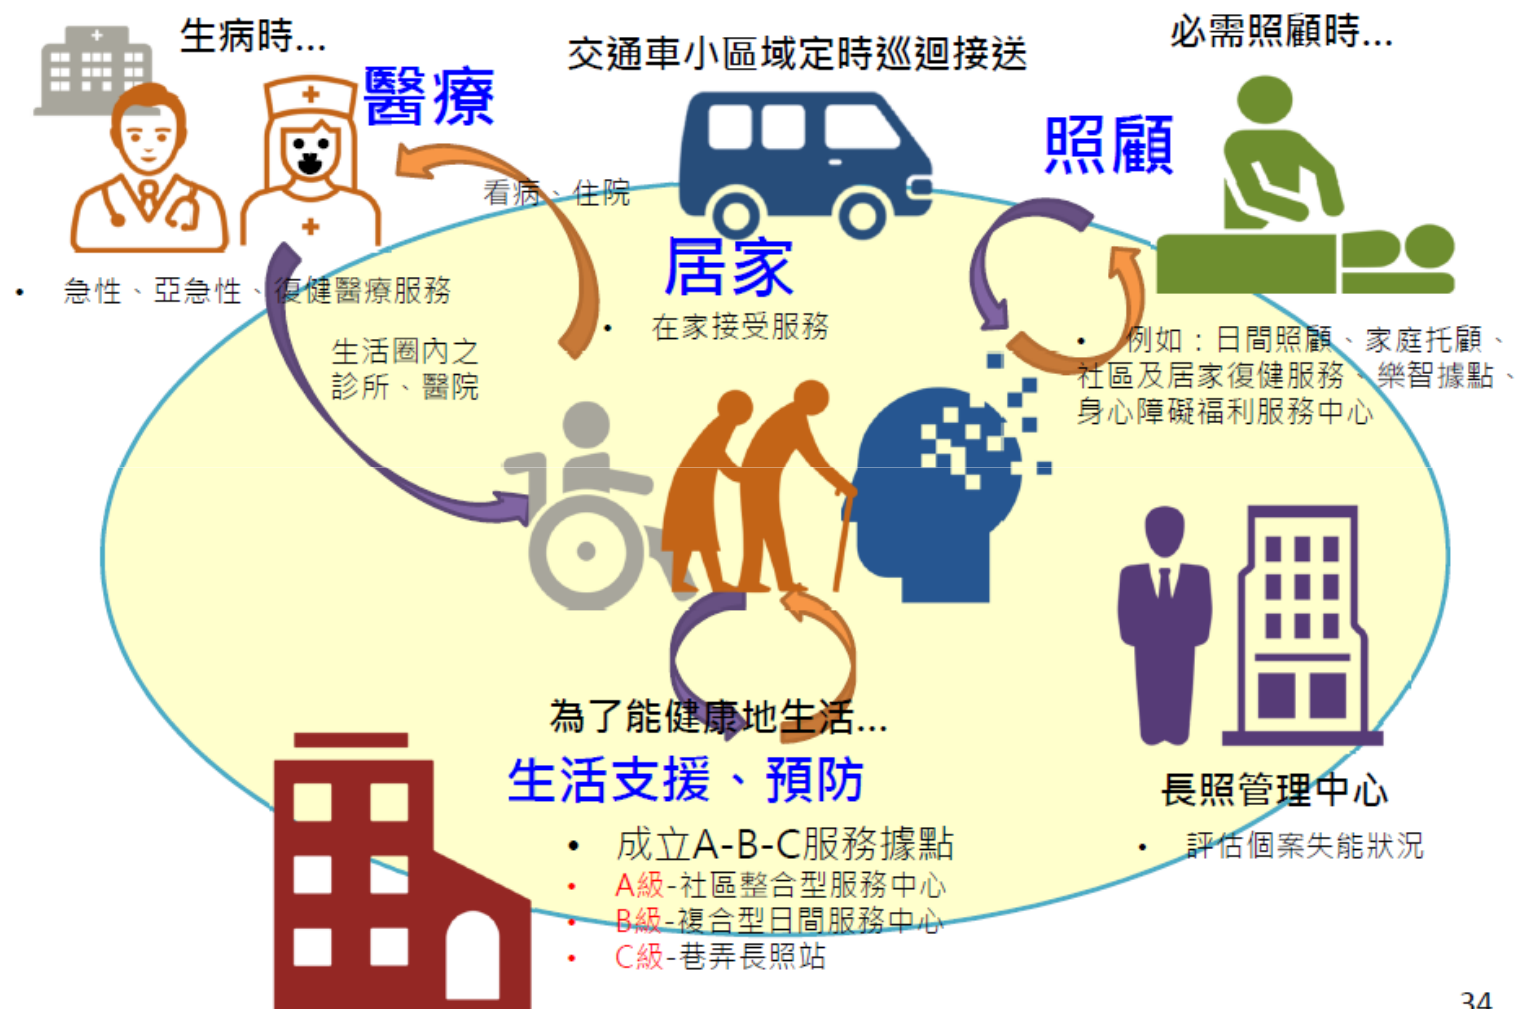 生病時...
醫療
交通車小區域定時巡迴接送
必需照顧時...
照顧
看病、住院
居家
• 在家接受服務
• 急性、亞急性、復健醫療服務
生活圈內之
診所、醫院
• 例如：日間照顧、家庭托顧、
社區及居家復健服務、樂智據點、
身心障礙福利服務中心
為了能健康地生活...
生活支援、預防
• 成立A-B-C服務據點
• A級-社區整合型服務中心
• B級-複合型日間服務中心
• C級-巷弄長照站
長照管理中心
• 評估個案失能狀況
34